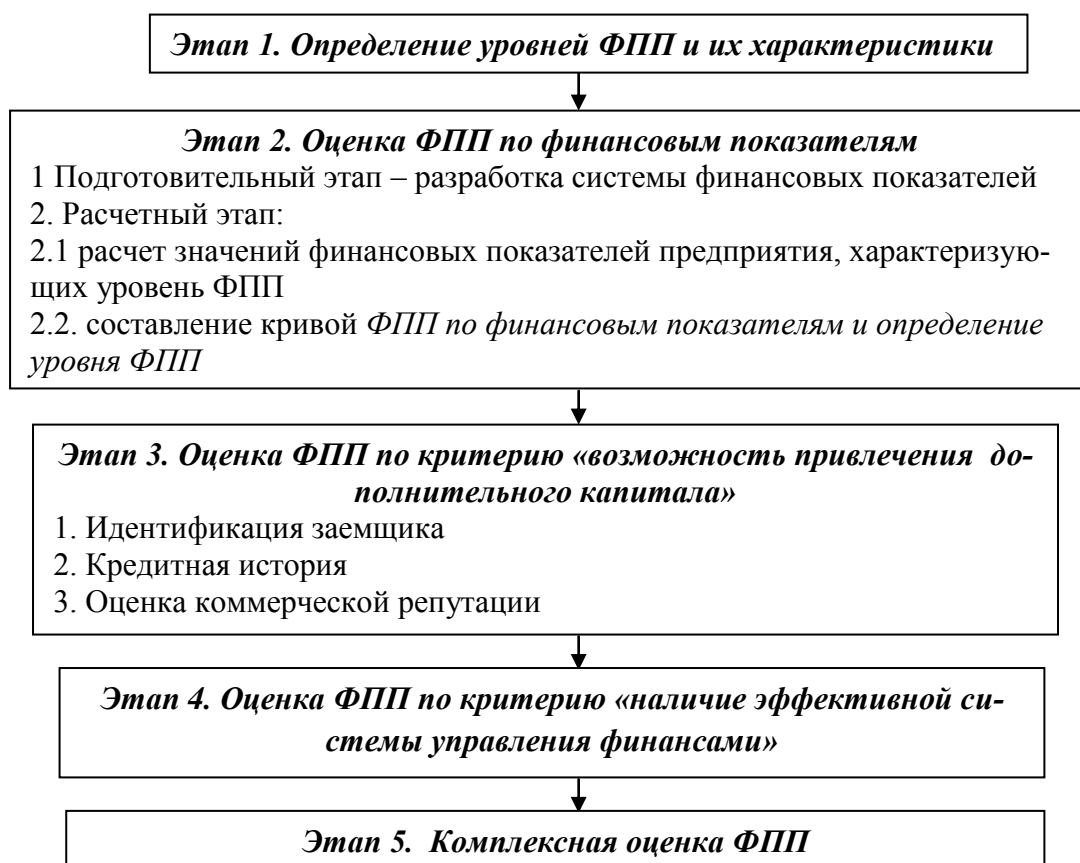 Этап 1. Определение уровней ФПП и их характеристики
Этап 2. Оценка ФПП по финансовым показателям
1 Подготовительный этап – разработка системы финансовых показателей
2. Расчетный этап:
2.1 расчет значений финансовых показателей предприятия, характеризую-
щих уровень ФПП
2.2. составление кривой ФПП по финансовым показателям и определение
уровня ФПП
Этап 3. Оценка ФПП по критерию «возможность привлечения до-
полнительного капитала»
1. Идентификация заемщика
2. Кредитная история
3. Оценка коммерческой репутации
Этап 4. Оценка ФПП по критерию «наличие эффективной си-
стемы управления финансами»
Этап 5. Комплексная оценка ФПП